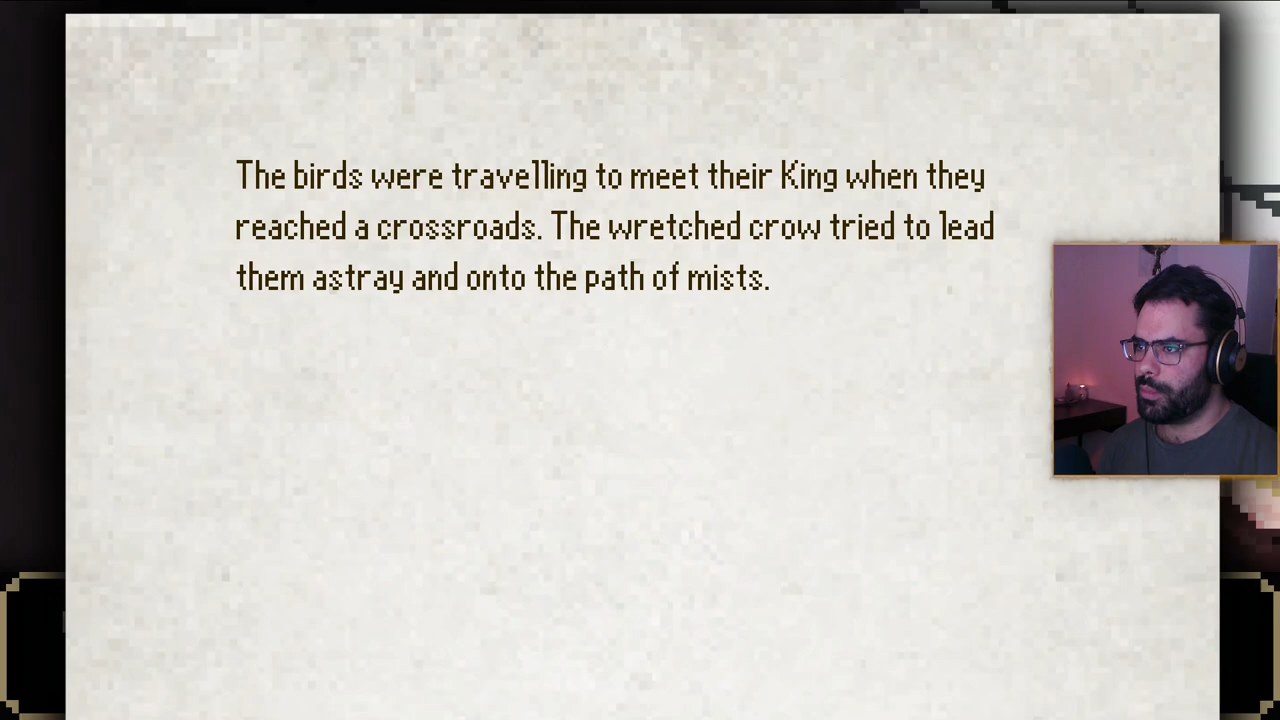 The birds were travelling to meet their King when they
reached a crossroads. The wretched crow tried to lead
them astray and onto the path of mists.